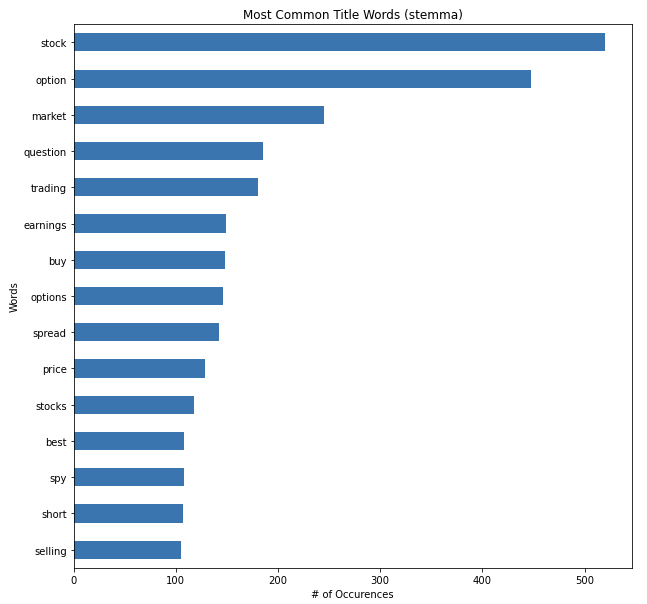 Most Common Title Words (stemma)
stock
option
market
question
trading
earnings
buy
options
spread
price
stocks
best
spy
short
selling
Words
0 100 200 300 400 500
# of Occurences